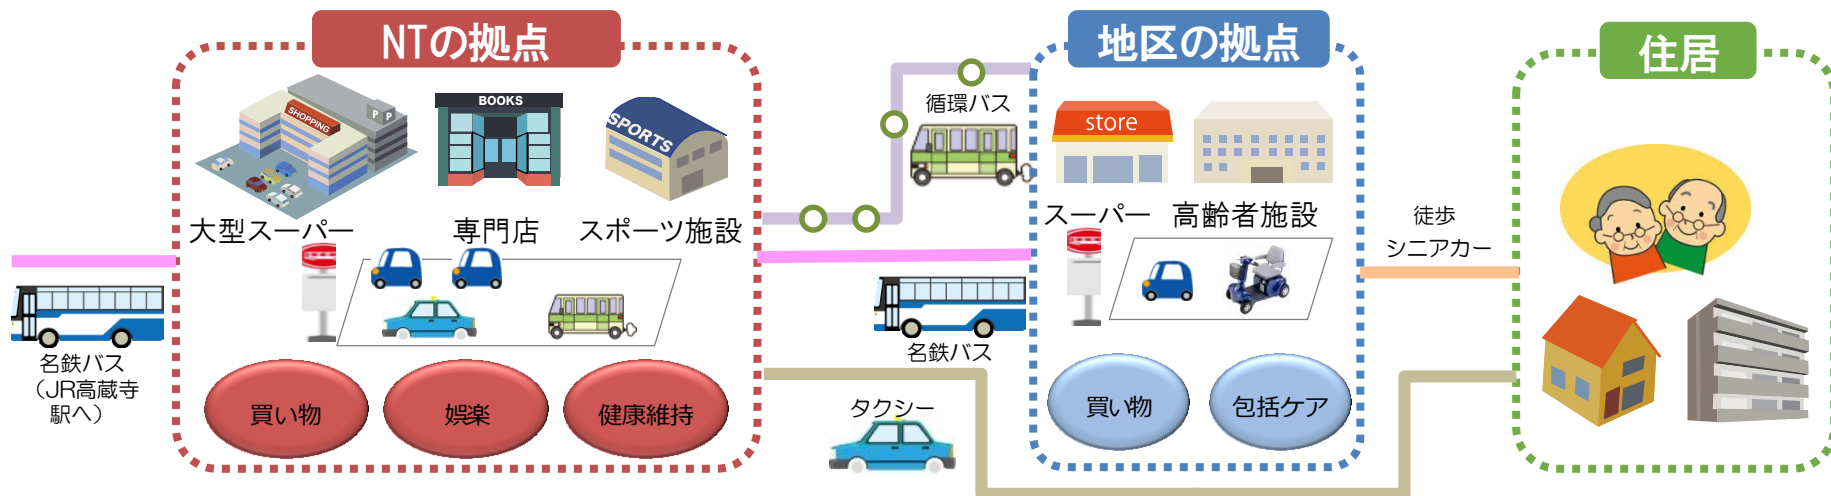 NTの拠点
SHOPPING
P P
BOOKS
SPORTS
大型スーパー
専門店
スポーツ施設
買い物
娯楽
健康維持
名鉄バス
（JR高蔵寺
駅へ）
循環バス
名鉄バス
タクシー
地区の拠点
store
スーパー
高齢者施設
買い物
包括ケア
徒歩
シニアカー
住居